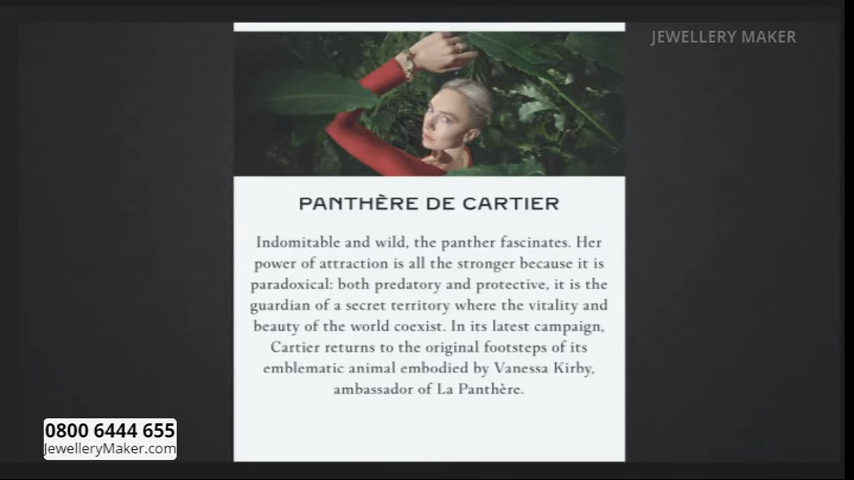 JEWELLERY MAKER
PANTHÈRE DE CARTIER
Indomitable and wild, the panther fascinates. Her
power of attraction is all the stronger because it is
paradoxical: both predatory and protective, it is the
guardian of a secret territory where the vitality and
beauty of the world coexist. In its latest campaign,
Cartier returns to the original footsteps of its
emblematic animal embodied by Vanessa Kirby,
ambassador of La Panthère.
0800 6444 655
JewelleryMaker.com